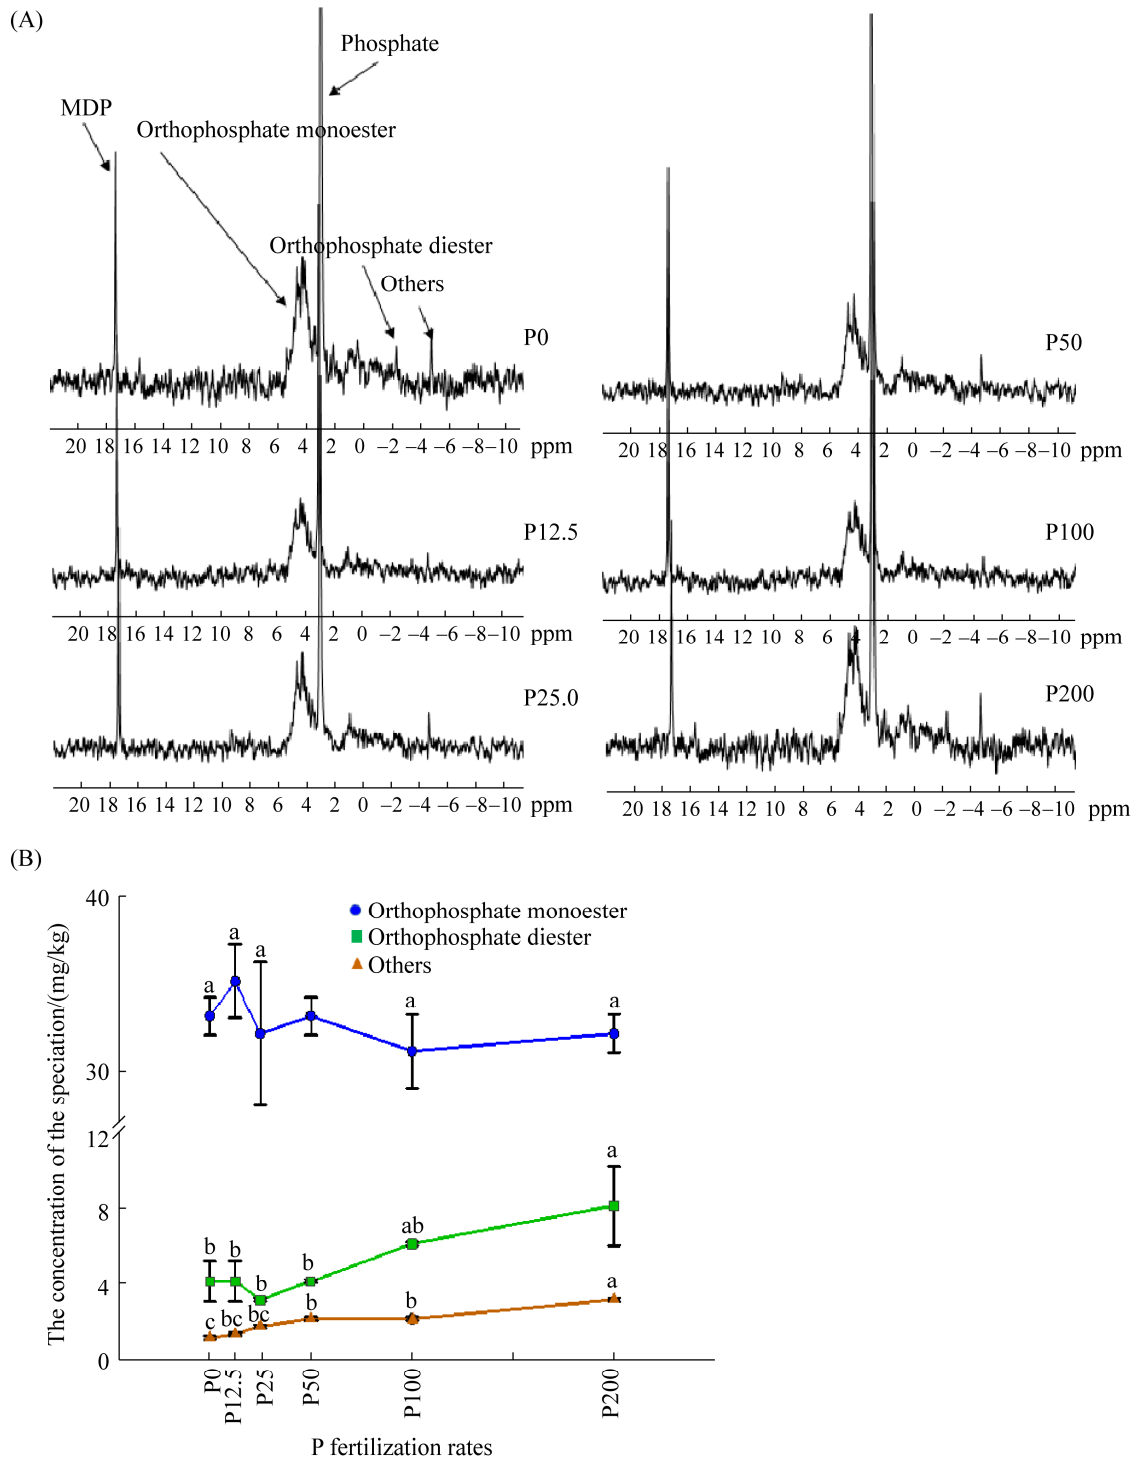 (A)
Phosphate
MDP
Orthophosphate monoester
Orthophosphate diester
Others
P0
P50
20 18 16 14 12 10 8 6 4 2 0 −2 −4 −6 −8 −10 ppm
20 18 16 14 12 10 8 6 4 2 0 −2 −4 −6 −8 −10 ppm
P12.5
P100
20 18 16 14 12 10 8 6 4 2 0 −2 −4 −6 −8 −10 ppm
20 18 16 14 12 10 8 6 4 2 0 −2 −4 −6 −8 −10 ppm
P25.0
P200
20 18 16 14 12 10 8 6 4 2 0 −2 −4 −6 −8 −10 ppm
20 18 16 14 12 10 8 6 4 2 0 −2 −4 −6 −8 −10 ppm
(B)
The concentration of the speciation/(mg/kg)
40
30
12
8
4
0
Orthophosphate monoester
Orthophosphate diester
Others
a a a a a
b b b b ab a
c bc bc b b a
P0 P12.5 P25 P50 P100 P200
P fertilization rates